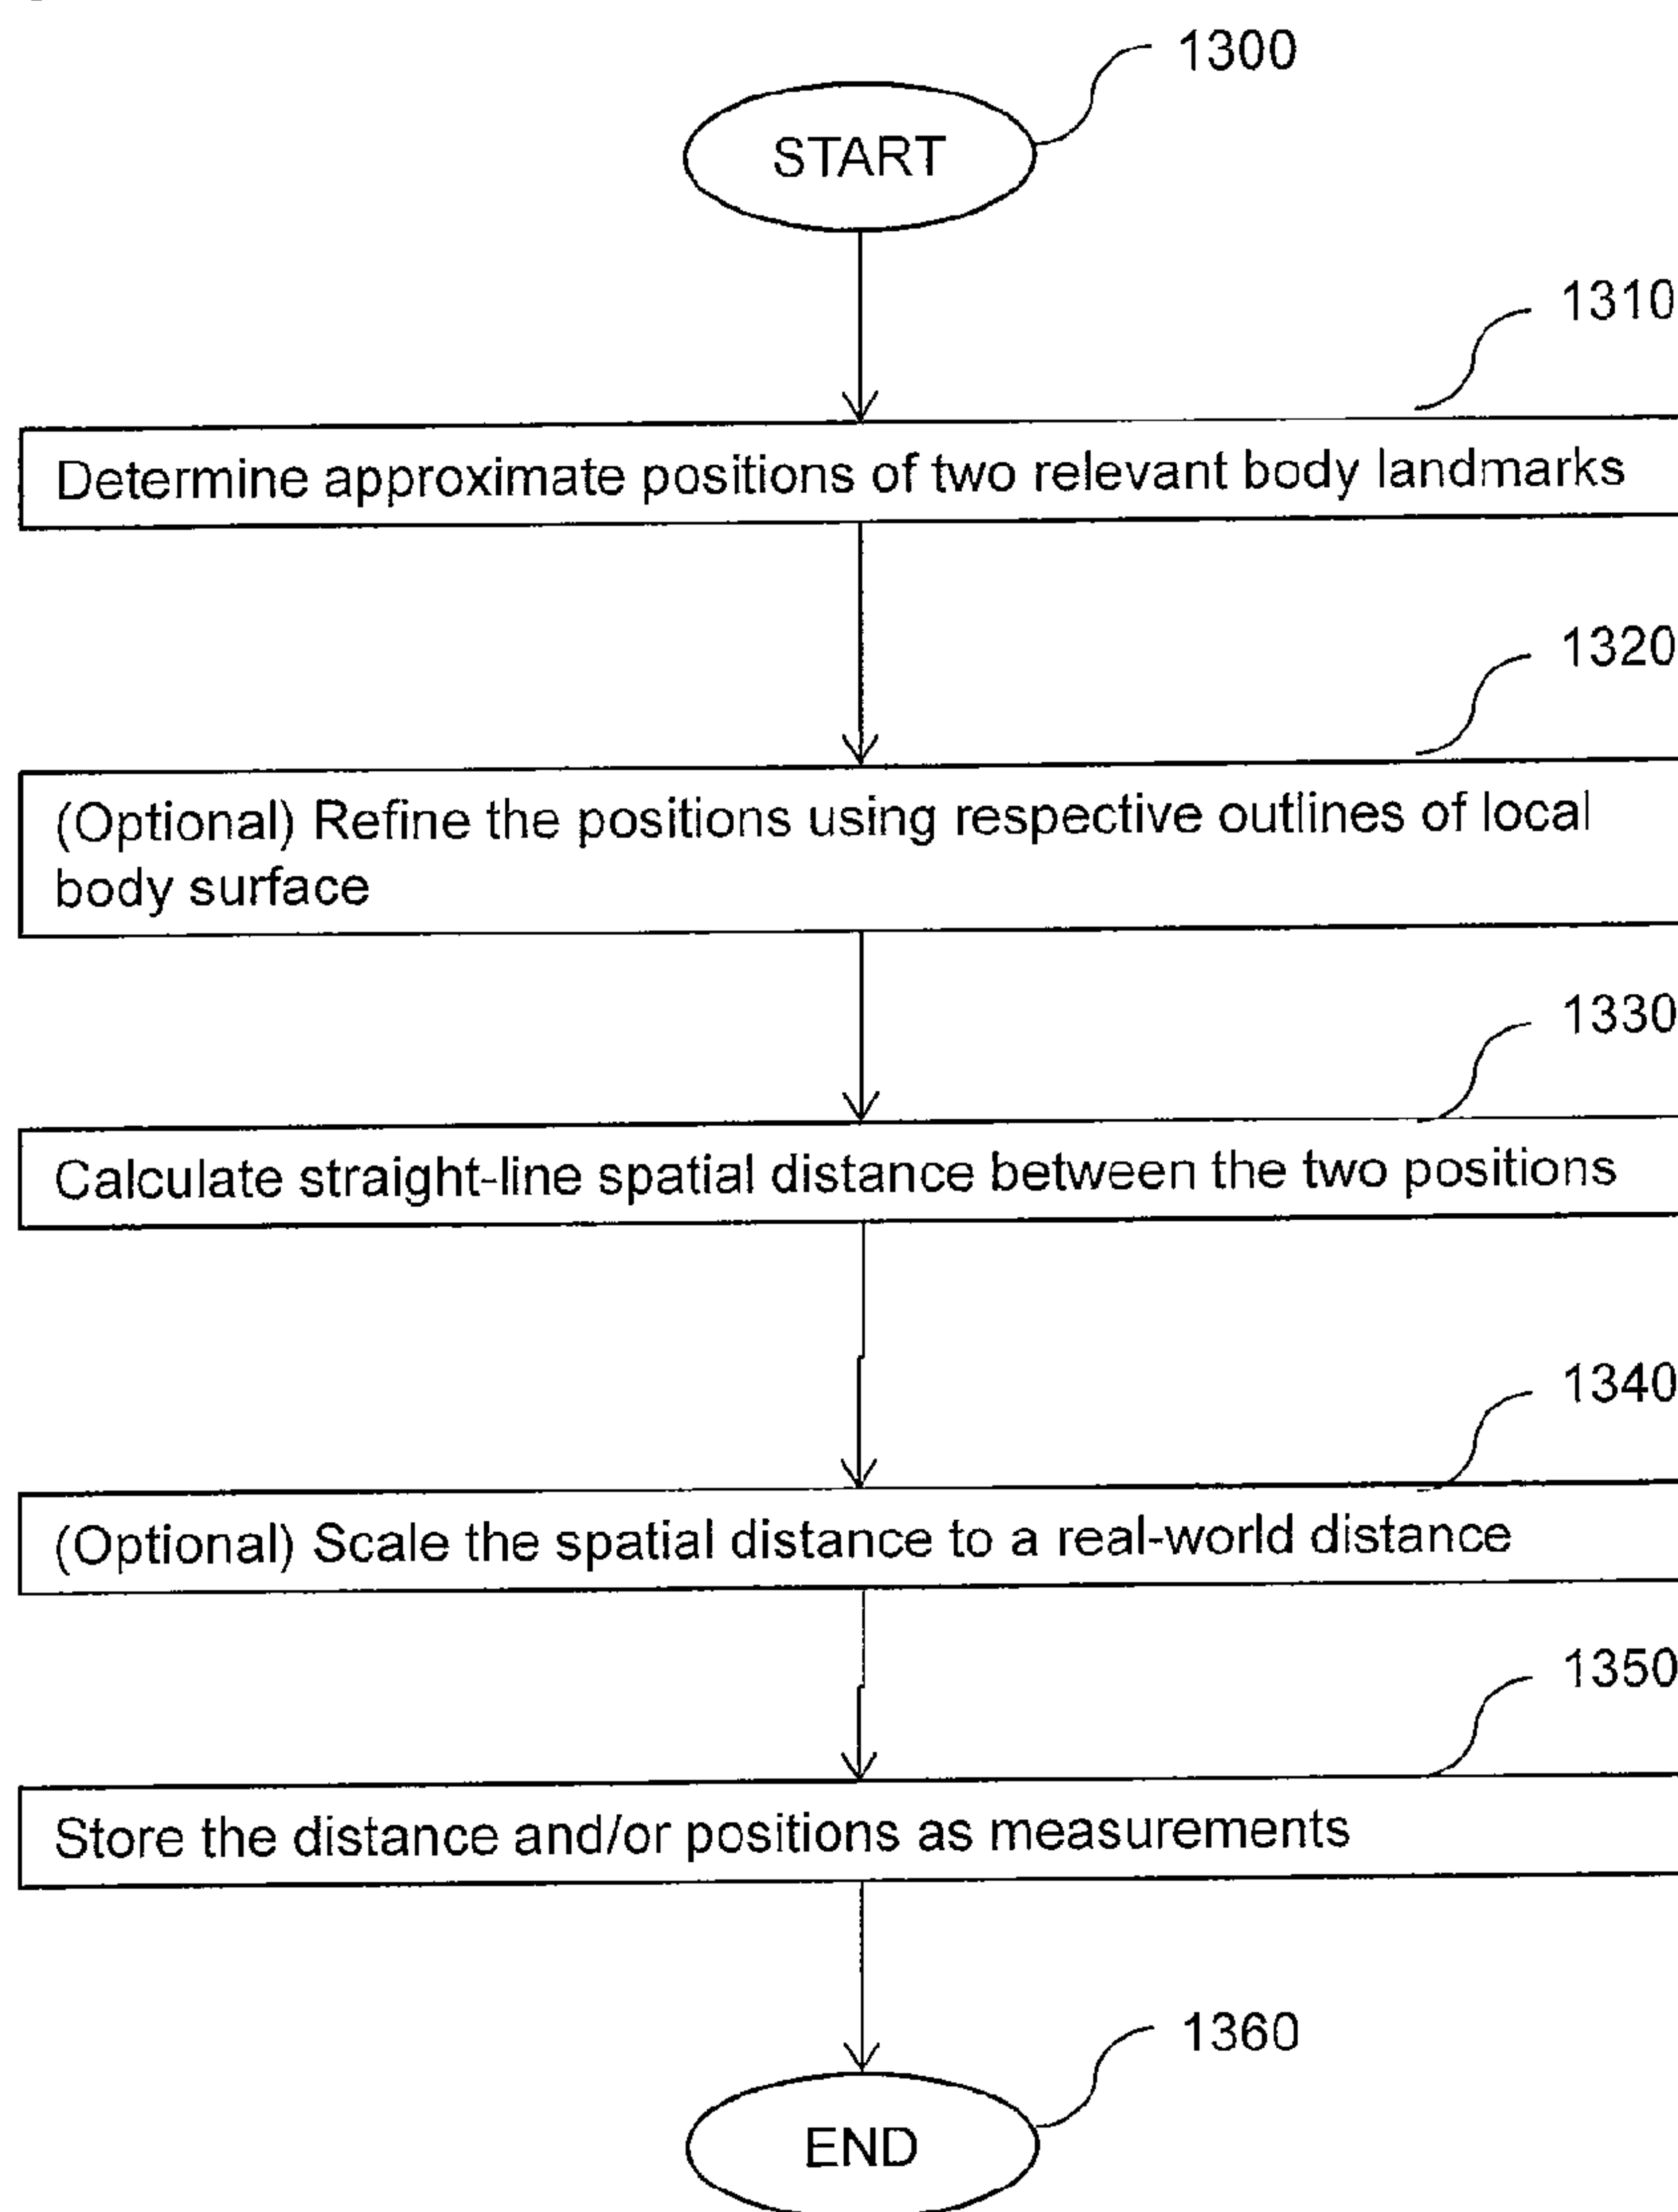 1300
START
1310
Determine approximate positions of two relevant body landmarks
1320
(Optional) Refine the positions using respective outlines of local
body surface
1330
Calculate straight-line spatial distance between the two positions
1340
(Optional) Scale the spatial distance to a real-world distance
1350
Store the distance and/or positions as measurements
1360
END